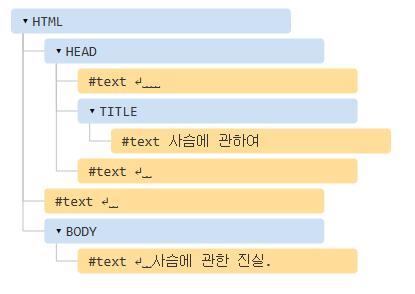 ▾ HTML
▾ HEAD
#text ↵␣␣␣␣
▾ TITLE
#text 사슴에 관하여
#text ↵␣␣
#text ↵␣␣
▾ BODY
#text ↵␣␣사슴에 관한 진실.